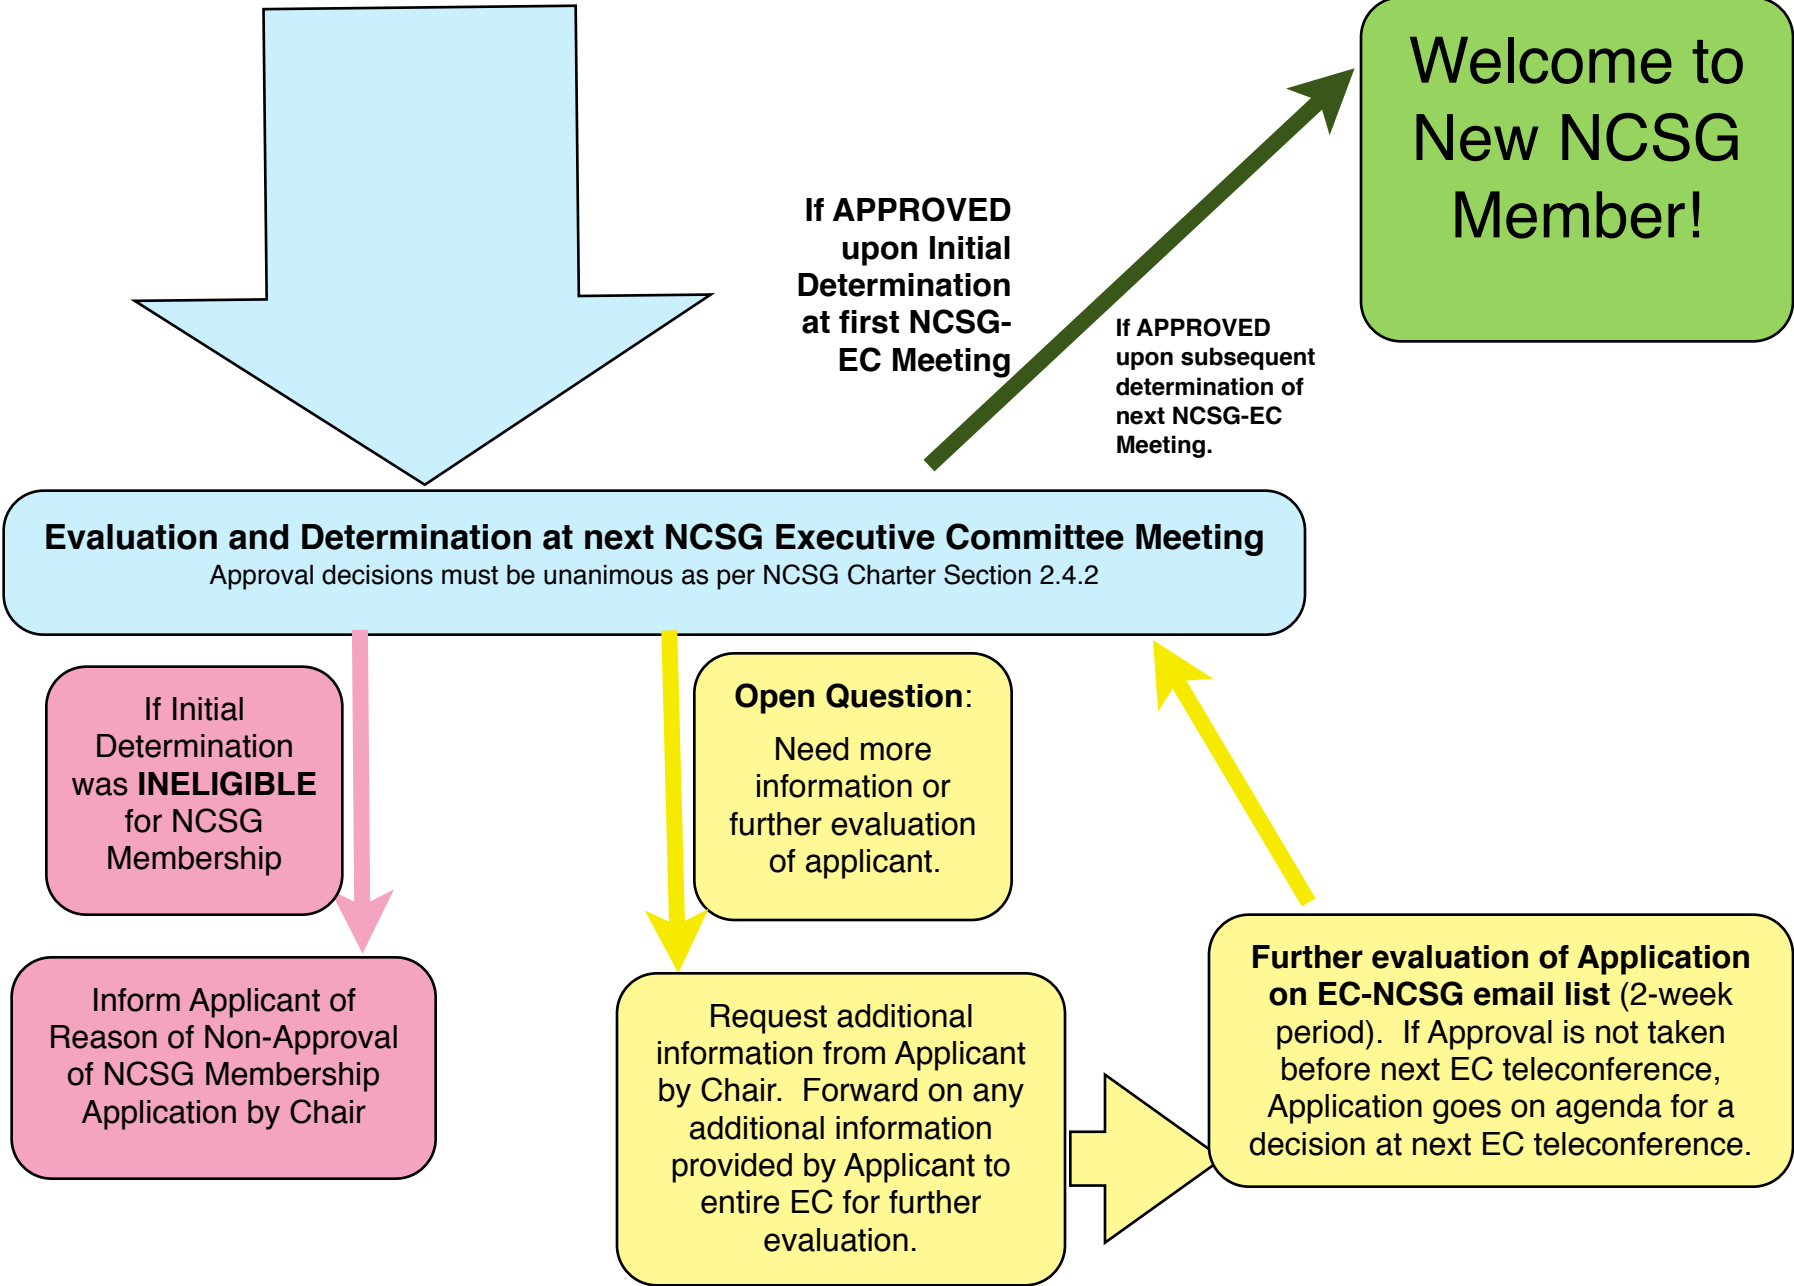 Welcome to
New NCSG
Member!
If APPROVED
upon Initial
Determination
at first NCSG-
EC Meeting
If APPROVED
upon subsequent
determination of
next NCSG-EC
Meeting.
Evaluation and Determination at next NCSG Executive Committee Meeting
Approval decisions must be unanimous as per NCSG Charter Section 2.4.2
If Initial
Determination
was INELIGIBLE
for NCSG
Membership
Open Question:
Need more
information or
further evaluation
of applicant.
Inform Applicant of
Reason of Non-Approval
of NCSG Membership
Application by Chair
Request additional
information from Applicant
by Chair.  Forward on any
additional information
provided by Applicant to
entire EC for further
evaluation.
Further evaluation of Application
on EC-NCSG email list (2-week
period).  If Approval is not taken
before next EC teleconference,
Application goes on agenda for a
decision at next EC teleconference.